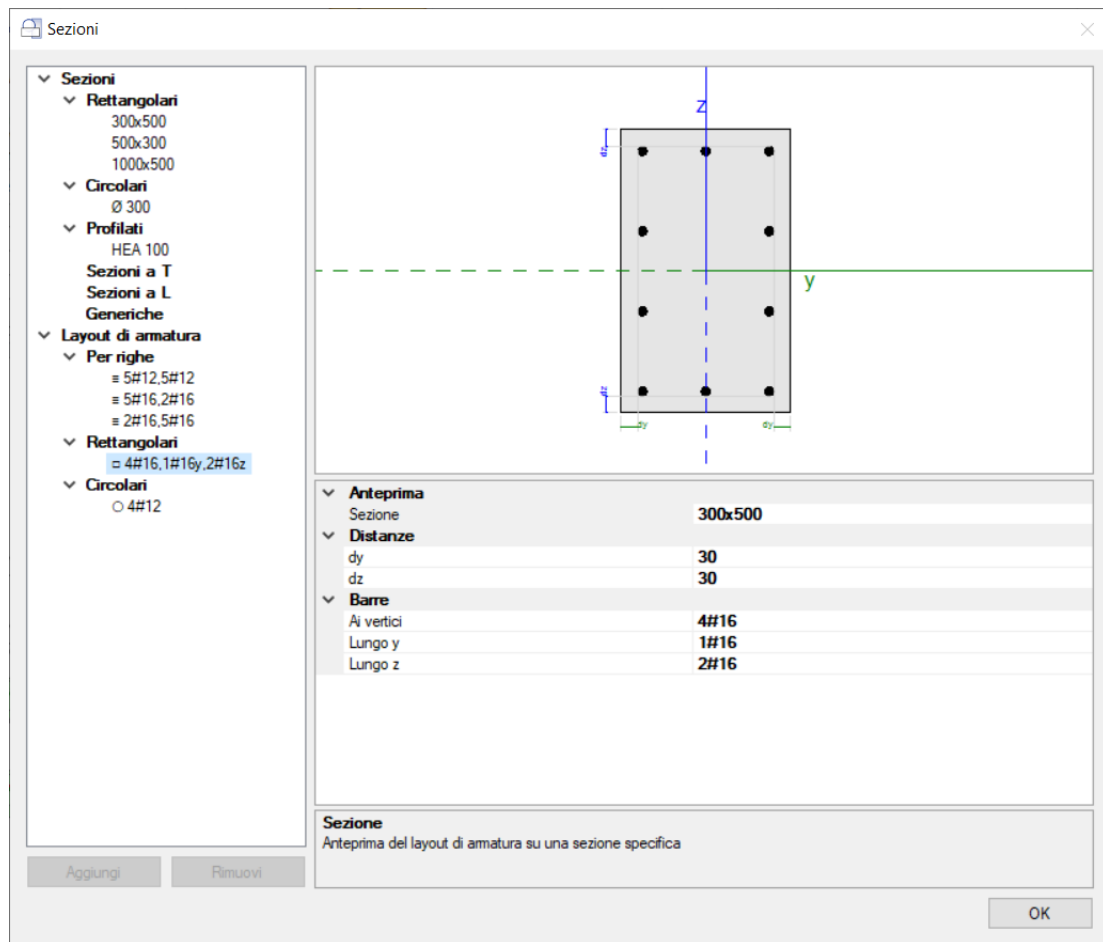 Sezioni
Sezioni
Rettangolari
300x500
500x300
1000x500
Circolari
Ø 300
Profilati
HEA 100
Sezioni a T
Sezioni a L
Generiche
Layout di armatura
Per righe
≡ 5#12,5#12
≡ 5#16,2#16
≡ 2#16,5#16
Rettangolari
□ 4#16,1#16y,2#16z
Circolari
○ 4#12
Aggiungi Rimuovi
z
dz
y
dz
dy dy
Anteprima
Sezione 300x500
Distanze
dy 30
dz 30
Barre
Ai vertici 4#16
Lungo y 1#16
Lungo z 2#16
Sezione
Anteprima del layout di armatura su una sezione specifica
OK